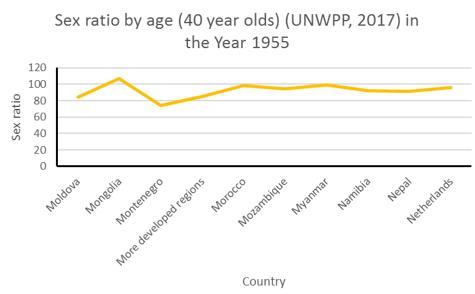 Sex ratio by age (40 year olds) (UNWPP, 2017) in
the Year 1955
120
100
80
60
40
20
0
Sex ratio
Moldova
Mongolia
Montenegro
More developed regions
Morocco
Mozambique
Myanmar
Namibia
Nepal
Netherlands
Country